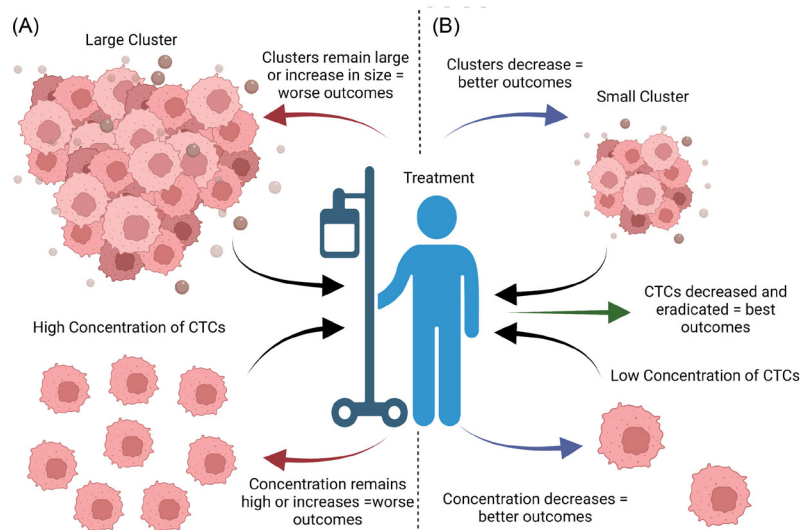 (A)
Large Cluster
Clusters remain large
or increase in size =
worse outcomes
(B)
Clusters decrease =
better outcomes
Small Cluster
Treatment
CTCs decreased and
eradicated = best
outcomes
High Concentration of CTCs
Low Concentration of CTCs
Concentration remains
high or increases =worse
outcomes
Concentration decreases =
better outcomes